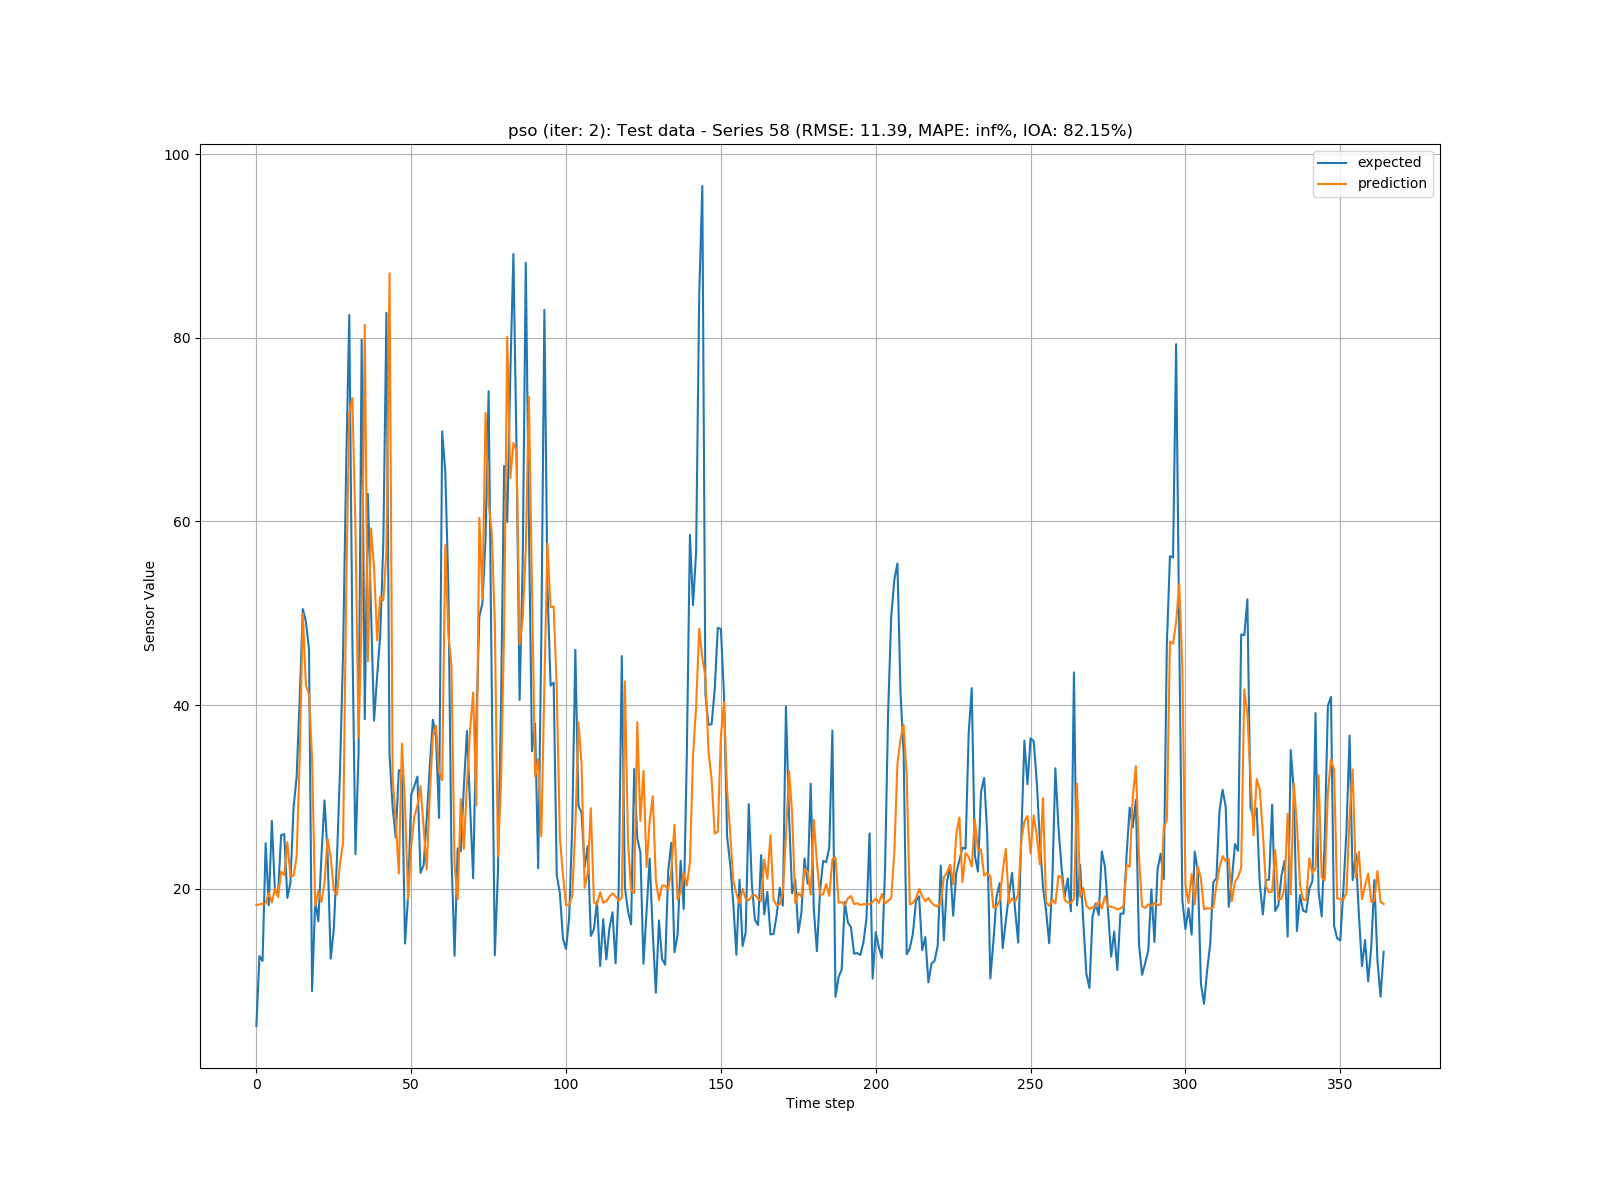 pso (iter: 2): Test data - Series 58 (RMSE: 11.39, MAPE: inf%, IOA: 82.15%)
expected
prediction
100
80
60
40
20
Sensor Value
0 50 100 150 200 250 300 350
Time step